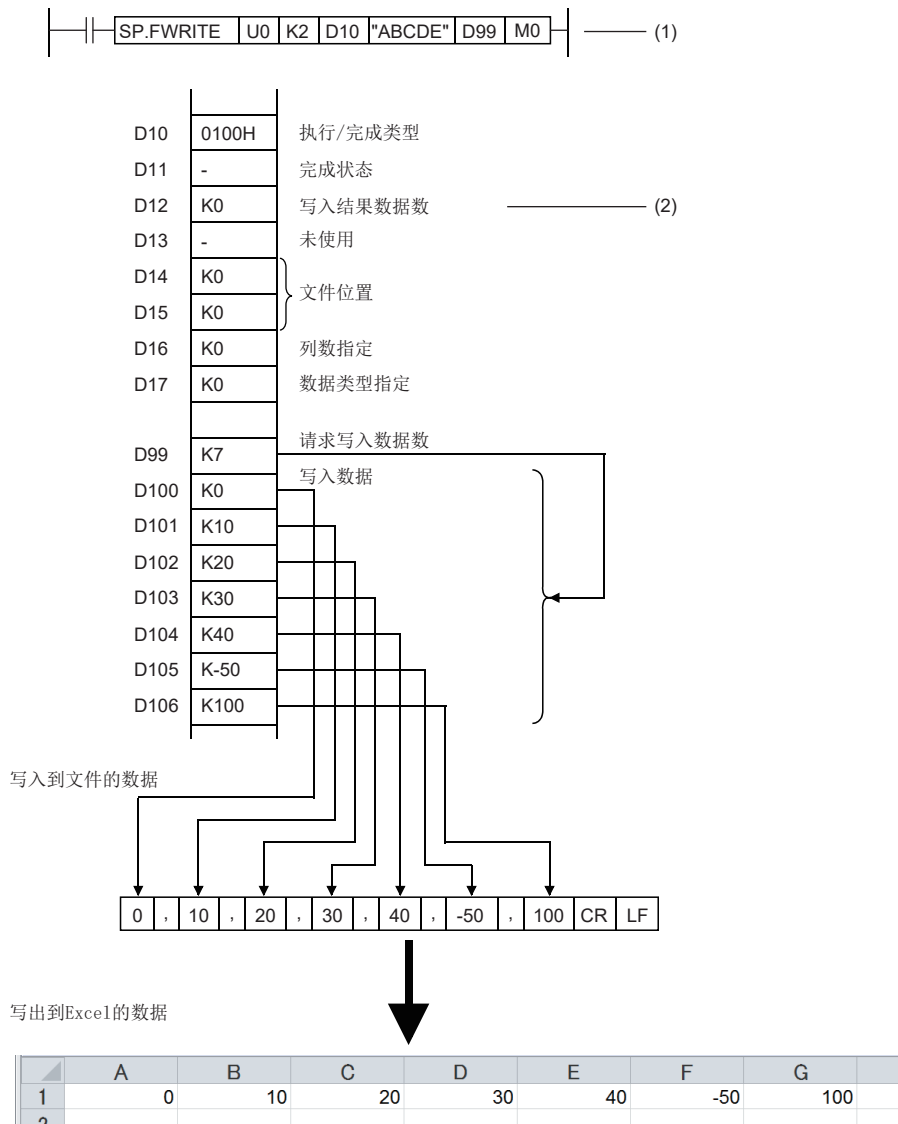 SP.FWRITE U0 K2 D10 "ABCDE" D99 M0 (1)
D10 0100H 执行/完成类型
D11 - 完成状态
D12 K0 写入结果数据数 (2)
D13 - 未使用
D14 K0
文件位置
D15 K0
D16 K0 列数指定
D17 K0 数据类型指定
请求写入数据数
D99 K7
写入数据
D100 K0
D101 K10
D102 K20
D103 K30
D104 K40
D105 K-50
D106 K100
写入到文件的数据
0 , 10 , 20 , 30 , 40 , -50 , 100 CR LF
写出到Excel的数据
A B C D E F G
1 0 10 20 30 40 -50 100